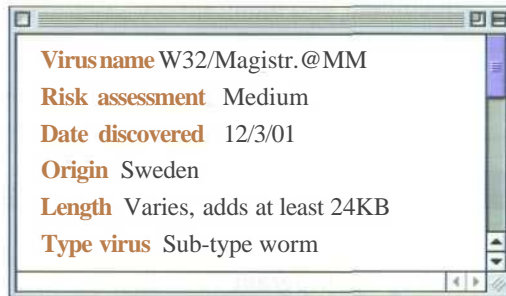 Virus name W32/Magistr.@MM
Risk assessment Medium
Date discovered 12/3/01
Origin Sweden
Length Varies, adds at least 24KB
Type virus Sub-type worm